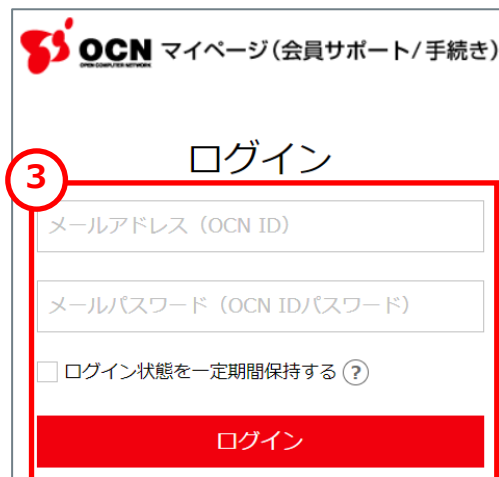 OCN マイページ(会員サポート/手続き)
OPEN COMPUTER NETWORK
ログイン
3
メールアドレス（OCN ID）
メールパスワード（OCN IDパスワード）
ログイン状態を一定期間保持する ?
ログイン